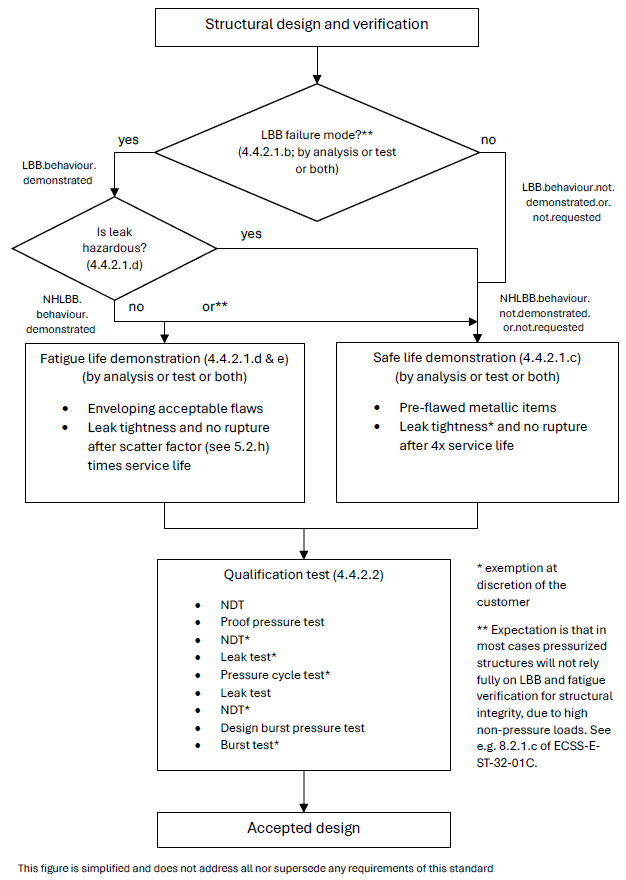 Structural design and verification
LBB failure mode?**
(4.4.2.1.b; by analysis or test
or both)
yes
no
LBB.behaviour.
demonstrated
LBB.behaviour.not.
demonstrated.or.
not.requested
Is leak
hazardous?
(4.4.2.1.d)
yes
NHLBB.
behaviour.
demonstrated
no
or**
NHLBB.behaviour.
not.demonstrated.
or.not.requested
Fatigue life demonstration (4.4.2.1.d & e)
(by analysis or test or both)
• Enveloping acceptable flaws
• Leak tightness and no rupture
after scatter factor (see 5.2.h)
times service life
Safe life demonstration (4.4.2.1.c)
(by analysis or test or both)
• Pre-flawed metallic items
• Leak tightness* and no rupture
after 4x service life
Qualification test (4.4.2.2)
• NDT
• Proof pressure test
• NDT*
• Leak test*
• Pressure cycle test*
• Leak test
• NDT*
• Design burst pressure test
• Burst test*
* exemption at
discretion of the
customer
** Expectation is that in
most cases pressurized
structures will not rely
fully on LBB and fatigue
verification for structural
integrity, due to high
non-pressure loads. See
e.g. 8.2.1.c of ECSS-E-
ST-32-01C.
Accepted design
This figure is simplified and does not address all nor supersede any requirements of this standard